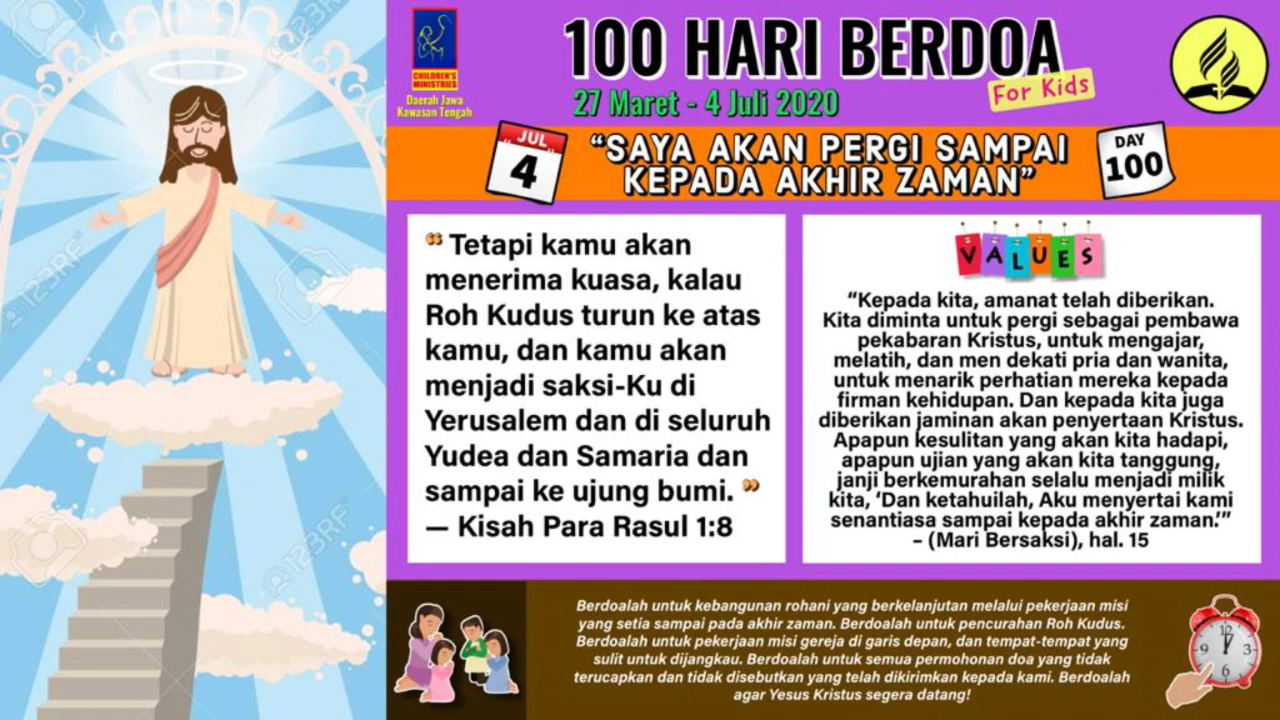 123RF
CHILDREN'S
MINISTRIES
Daerah Jawa
Kawasan Tengah
100 HARI BERDOA
For Kids
27 Maret - 4 Juli 2020
JUL
4
“SAYA AKAN PERGI SAMPAI
KEPADA AKHIR ZAMAN”
DAY
100
“ Tetapi kamu akan
menerima kuasa, kalau
Roh Kudus turun ke atas
kamu, dan kamu akan
menjadi saksi-Ku di
Yerusalem dan di seluruh
Yudea dan Samaria dan
sampai ke ujung bumi. ”
— Kisah Para Rasul 1:8
VALUES
“Kepada kita, amanat telah diberikan.
Kita diminta untuk pergi sebagai pembawa
pekabaran Kristus, untuk mengajar,
melatih, dan men dekati pria dan wanita,
untuk menarik perhatian mereka kepada
firman kehidupan. Dan kepada kita juga
diberikan jaminan akan penyertaan Kristus.
Apapun kesulitan yang akan kita hadapi,
apapun ujian yang akan kita tanggung,
janji berkemurahan selalu menjadi milik
kita, ‘Dan ketahuilah, Aku menyertai kami
senantiasa sampai kepada akhir zaman.’”
– (Mari Bersaksi), hal. 15
Berdoalah untuk kebangunan rohani yang berkelanjutan melalui pekerjaan misi
yang setia sampai pada akhir zaman. Berdoalah untuk pencurahan Roh Kudus.
Berdoalah untuk pekerjaan misi gereja di garis depan, dan tempat-tempat yang
sulit untuk dijangkau. Berdoalah untuk semua permohonan doa yang tidak
terucapkan dan tidak disebutkan yang telah dikirimkan kepada kami. Berdoalah
agar Yesus Kristus segera datang!
12
9 3
6